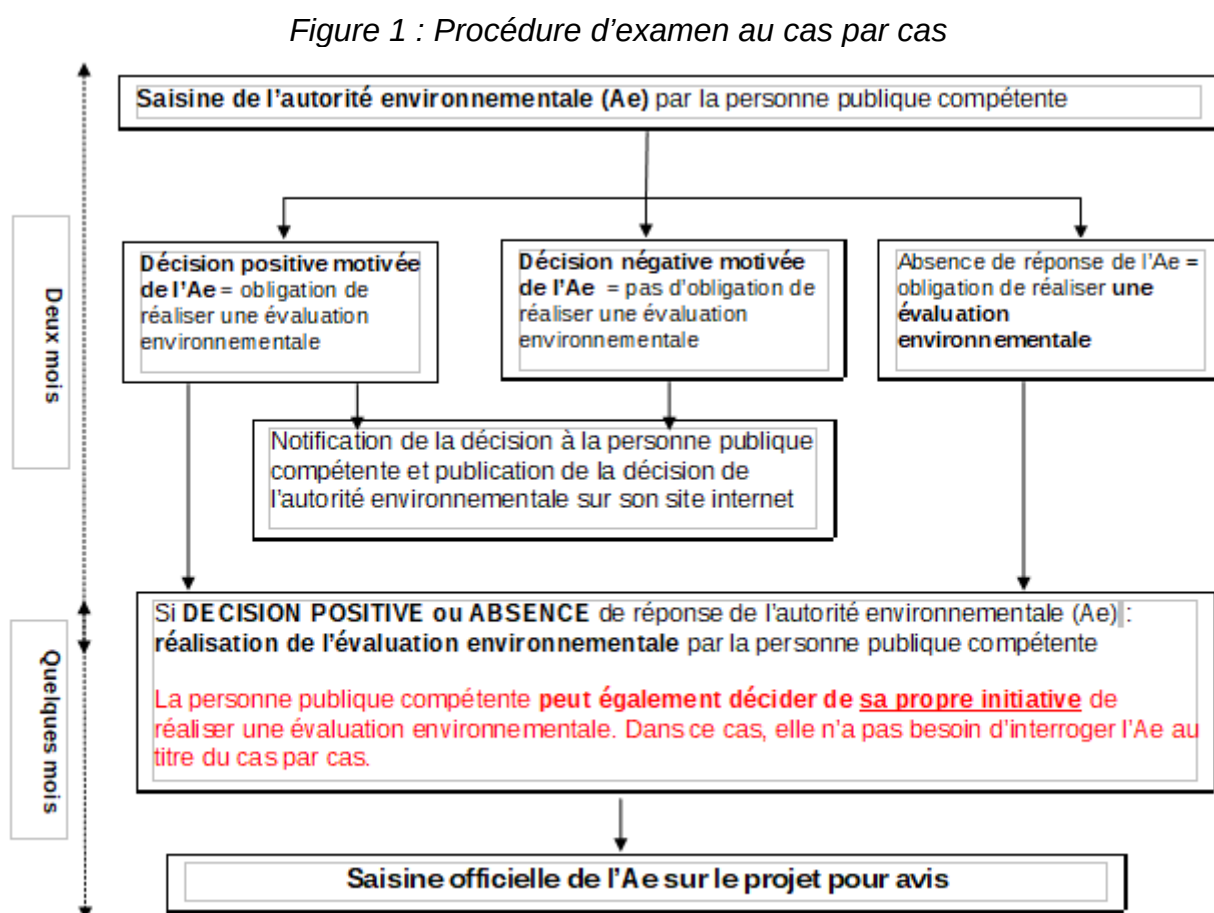 Figure 1 : Procédure d'examen au cas par cas
Saisine de l'autorité environnementale (Ae) par la personne publique compétente
Deux mois
Décision positive motivée
de l'Ae = obligation de
réaliser une évaluation
environnementale
Décision négative motivée
de l'Ae = pas d'obligation de
réaliser une évaluation
environnementale
Absence de réponse de l'Ae =
obligation de réaliser une
évaluation
environnementale
Notification de la décision à la personne publique
compétente et publication de la décision de
l'autorité environnementale sur son site internet
Quelques mois
Si DECISION POSITIVE ou ABSENCE de réponse de l'autorité environnementale (Ae) :
réalisation de l'évaluation environnementale par la personne publique compétente
La personne publique compétente peut également décider de sa propre initiative de
réaliser une évaluation environnementale. Dans ce cas, elle n'a pas besoin d'interroger l'Ae au
titre du cas par cas.
Saisine officielle de l'Ae sur le projet pour avis